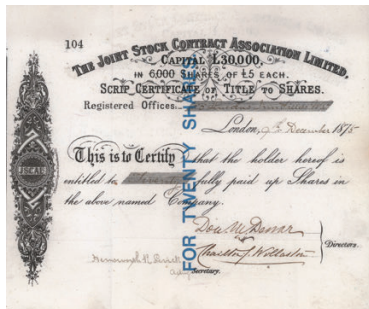 104
THE JOINT STOCK CONTRACT ASSOCIATION LIMITED.
CAPITAL £30,000,
IN 6,000 SHARES OF £5 EACH.
SCRIP CERTIFICATE OF TITLE TO SHARES.
Registered Offices.
London, December 1875
This is to Certify that the holder hereof is
entitled to fully paid up Shares in
the above named Company.
FOR TWENTY SHARES
Directors.
Secretary.